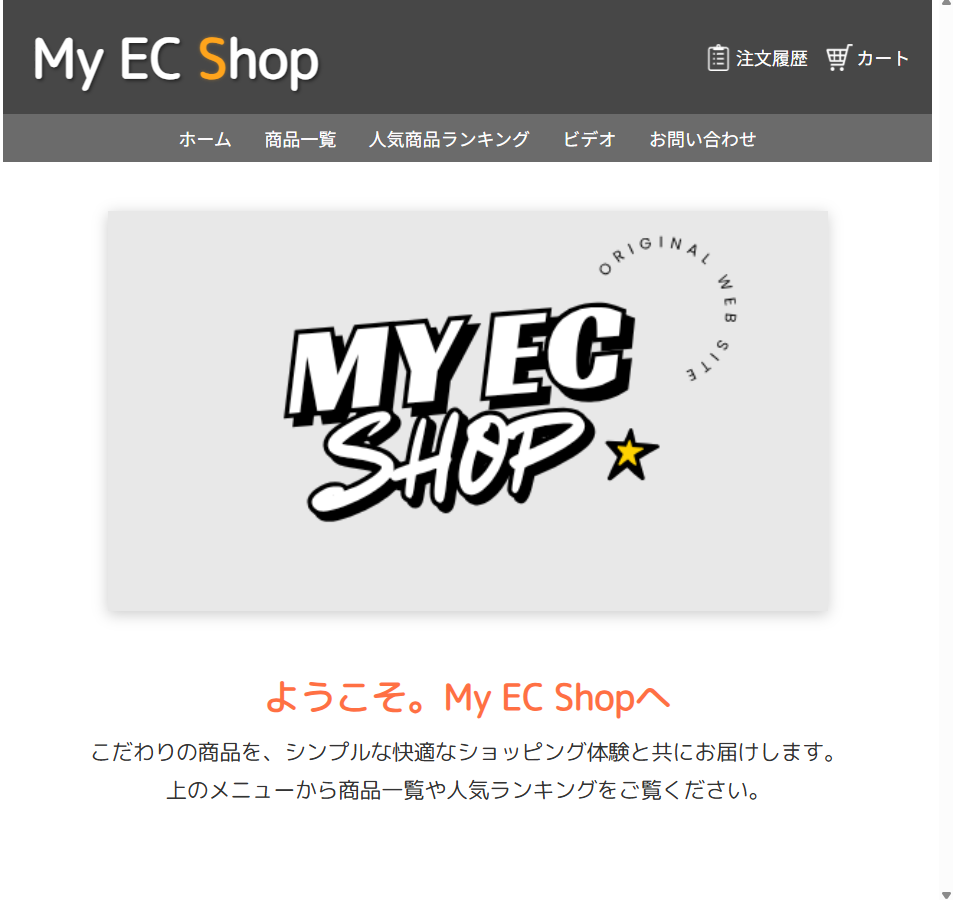 My EC Shop
注文履歴 カート
ホーム 商品一覧 人気商品ランキング ビデオ お問い合わせ
ORIGINAL WEB SITE
MY EC
SHOP
ようこそ。My EC Shopへ
こだわりの商品を、シンプルな快適なショッピング体験と共にお届けします。
上のメニューから商品一覧や人気ランキングをご覧ください。